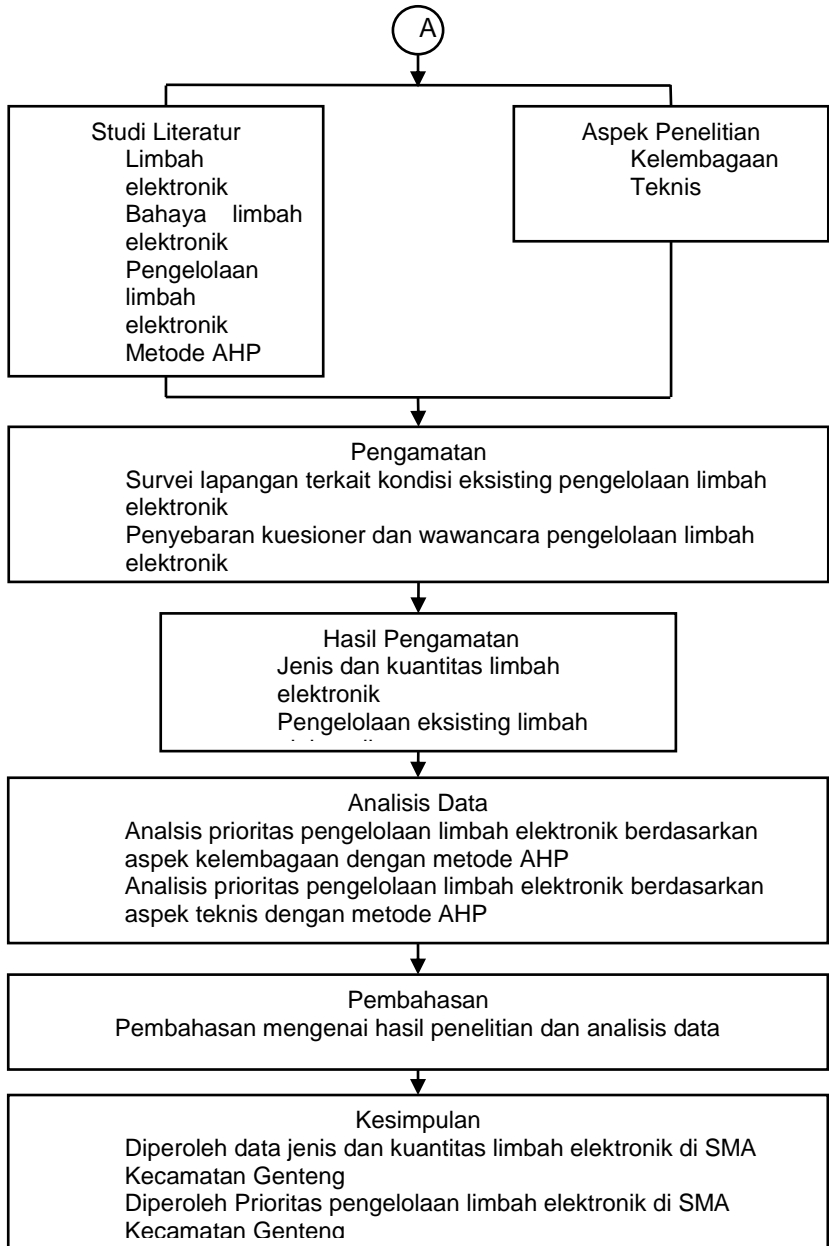 A
Studi Literatur
Limbah
elektronik
Bahaya limbah
elektronik
Pengelolaan
limbah
elektronik
Metode AHP
Aspek Penelitian
Kelembagaan
Teknis
Pengamatan
Survei lapangan terkait kondisi eksisting pengelolaan limbah
elektronik
Penyebaran kuesioner dan wawancara pengelolaan limbah
elektronik
Hasil Pengamatan
Jenis dan kuantitas limbah
elektronik
Pengelolaan eksisting limbah
Analisis Data
Analsis prioritas pengelolaan limbah elektronik berdasarkan
aspek kelembagaan dengan metode AHP
Analisis prioritas pengelolaan limbah elektronik berdasarkan
aspek teknis dengan metode AHP
Pembahasan
Pembahasan mengenai hasil penelitian dan analisis data
Kesimpulan
Diperoleh data jenis dan kuantitas limbah elektronik di SMA
Kecamatan Genteng
Diperoleh Prioritas pengelolaan limbah elektronik di SMA
Kecamatan Genteng